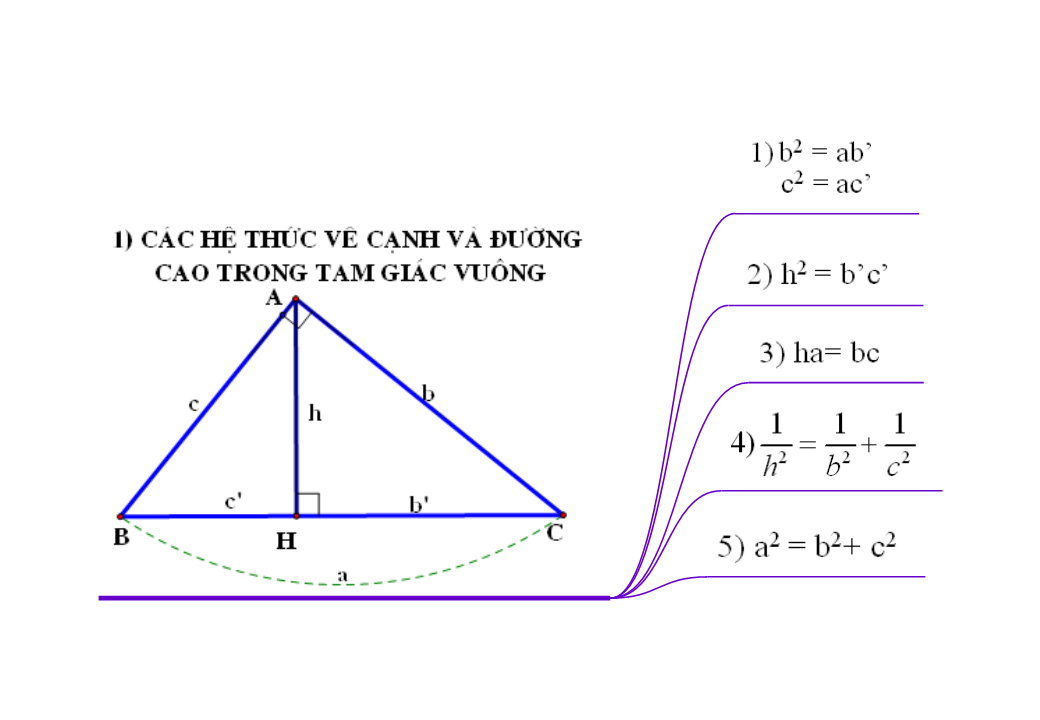 1) CÁC HỆ THỨC VỀ CẠNH VÀ ĐƯỜNG
CAO TRONG TAM GIÁC VUÔNG
A
c
h
b
c'
b'
B
H
C
a
1) b² = ab’
c² = ac’
2) h² = b’c’
3) ha= bc
4) 1/h² = 1/b² + 1/c²
5) a² = b²+ c²